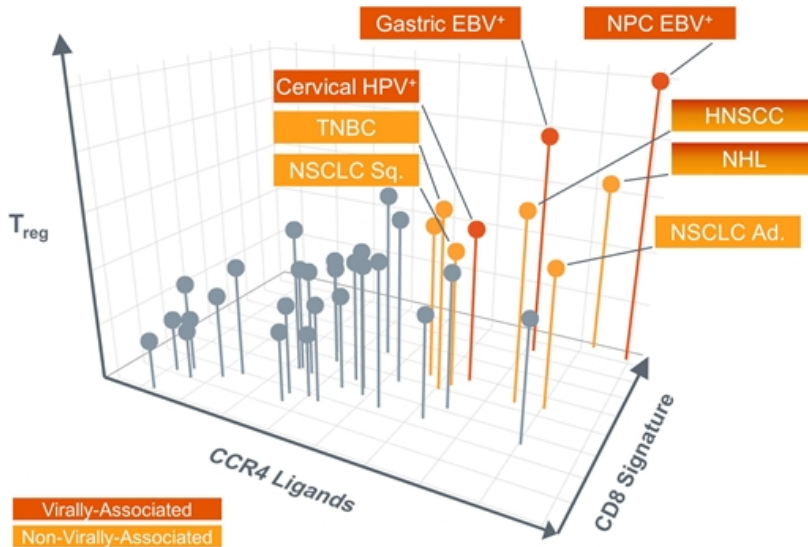 Gastric EBV⁺
NPC EBV⁺
Cervical HPV⁺
HNSCC
TNBC
NHL
NSCLC Sq.
T_reg
NSCLC Ad.
CCR4 Ligands
CD8 Signature
Virally-Associated
Non-Virally-Associated